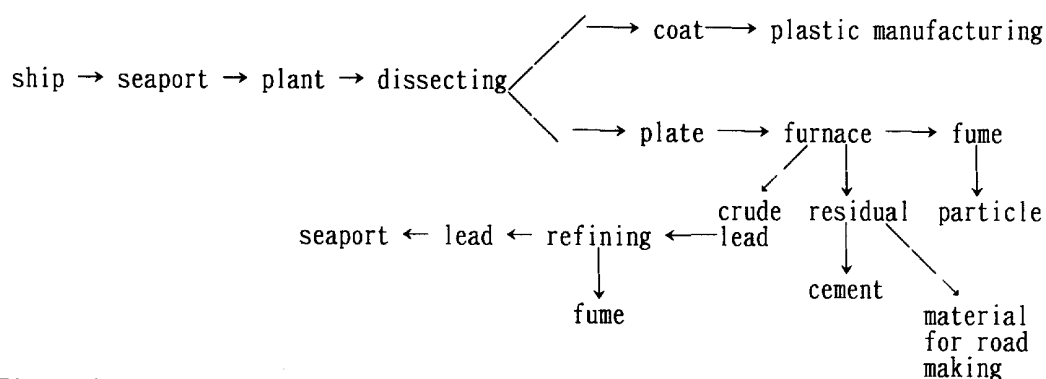 coat → plastic manufacturing
ship → seaport → plant → dissecting
plate → furnace → fume
crude residual particle
seaport ← lead ← refining ← lead
cement
fume
material
for road
making